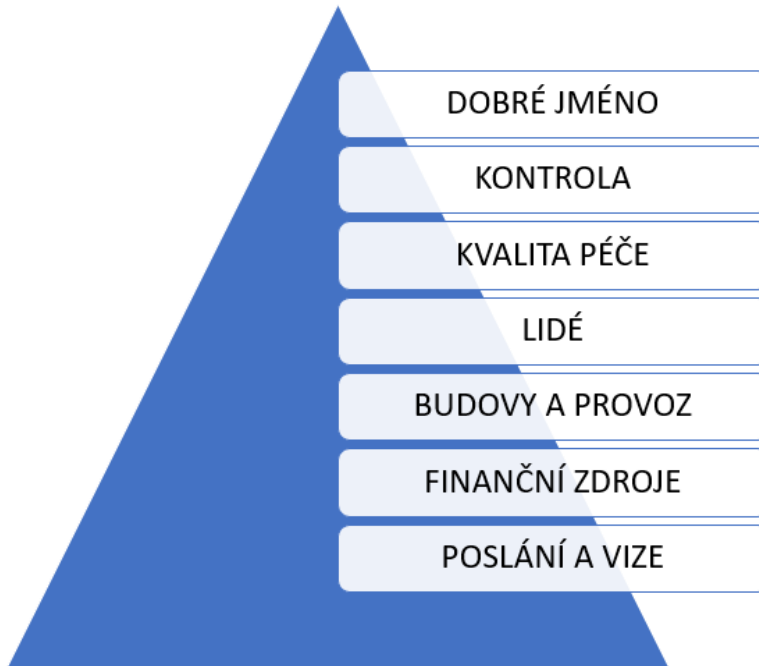 DOBRÉ JMÉNO
KONTROLA
KVALITA PÉČE
LIDÉ
BUDOVY A PROVOZ
FINANČNÍ ZDROJE
POSLÁNÍ A VIZE